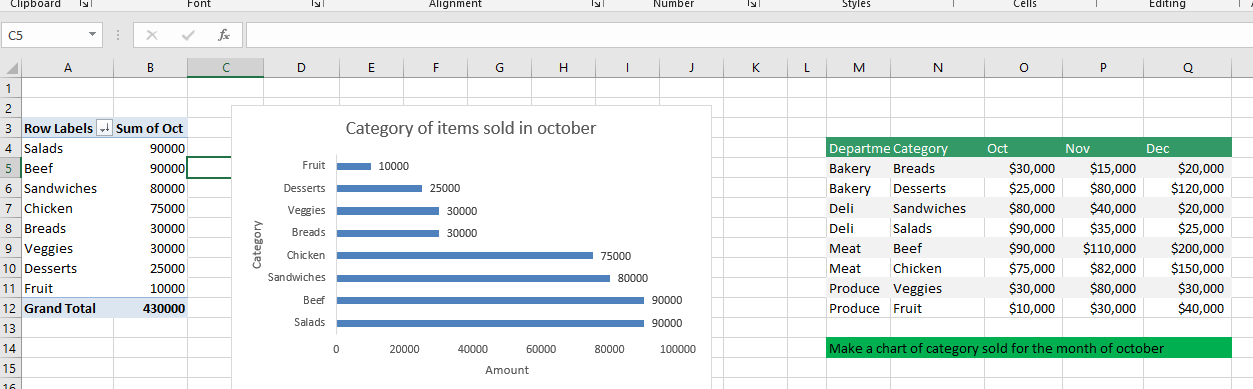 Clipboard Font Alignment Number Styles Cells Editing
C5 fx
A B C D E F G H I J K L M N O P Q
1
2
3 Row Labels Sum of Oct
4 Salads 90000
5 Beef 90000
6 Sandwiches 80000
7 Chicken 75000
8 Breads 30000
9 Veggies 30000
10 Desserts 25000
11 Fruit 10000
12 Grand Total 430000
13
14
15
16
Category of items sold in october
Category
Fruit 10000
Desserts 25000
Veggies 30000
Breads 30000
Chicken 75000
Sandwiches 80000
Beef 90000
Salads 90000
0 20000 40000 60000 80000 100000
Amount
Departme Category Oct Nov Dec
Bakery Breads $30,000 $15,000 $20,000
Bakery Desserts $25,000 $80,000 $120,000
Deli Sandwiches $80,000 $40,000 $20,000
Deli Salads $90,000 $35,000 $25,000
Meat Beef $90,000 $110,000 $200,000
Meat Chicken $75,000 $82,000 $150,000
Produce Veggies $30,000 $80,000 $30,000
Produce Fruit $10,000 $30,000 $40,000
Make a chart of category sold for the month of october